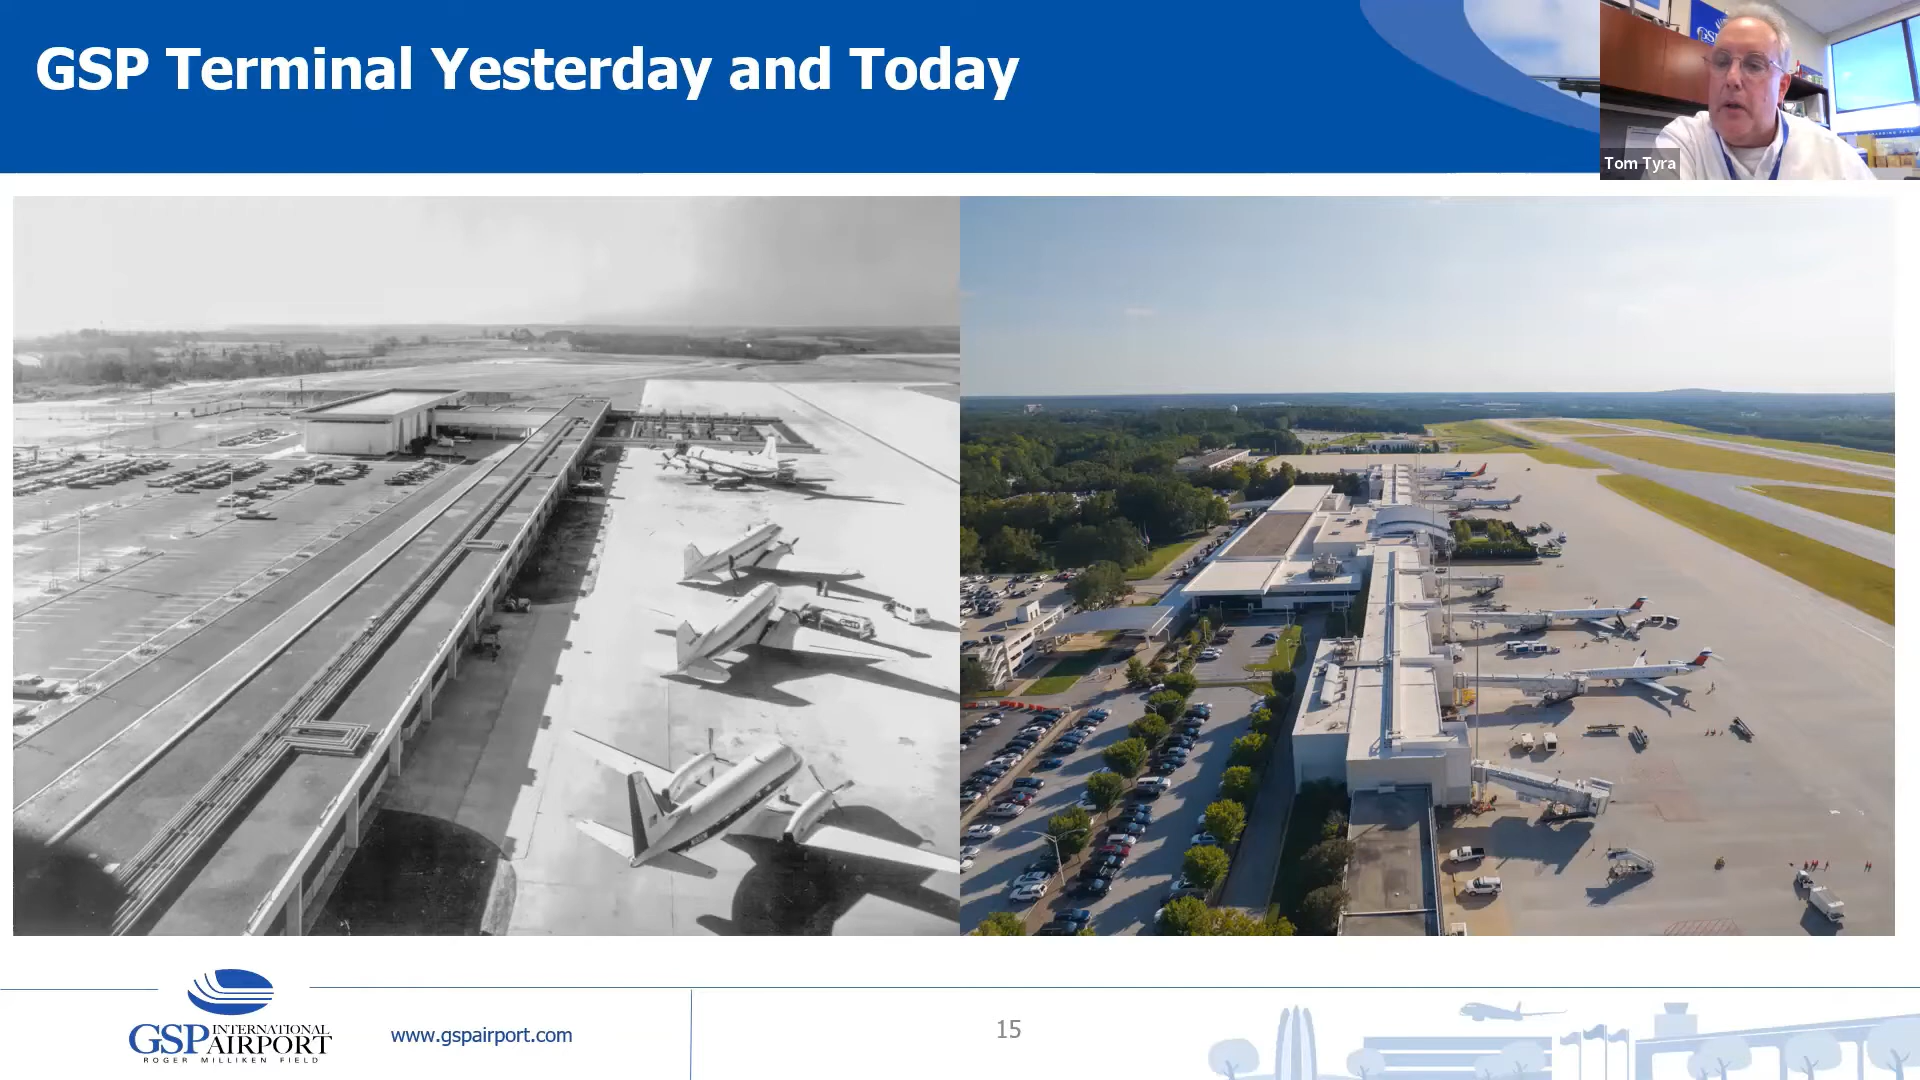 GSP Terminal Yesterday and Today
Tom Tyra
GSP INTERNATIONAL AIRPORT
ROGER MILLIKEN FIELD
www.gspairport.com
15